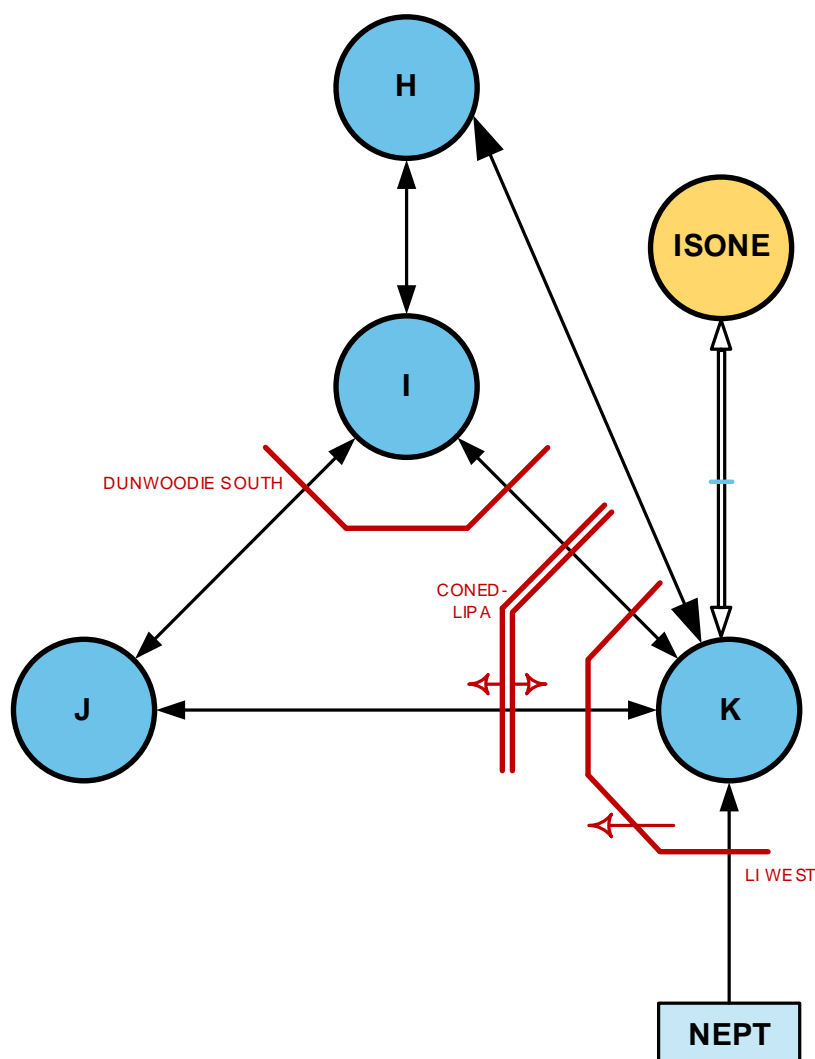 H
ISONE
I
DUNWOODIE SOUTH
CONED-
LIPA
J
K
LI WEST
NEPT